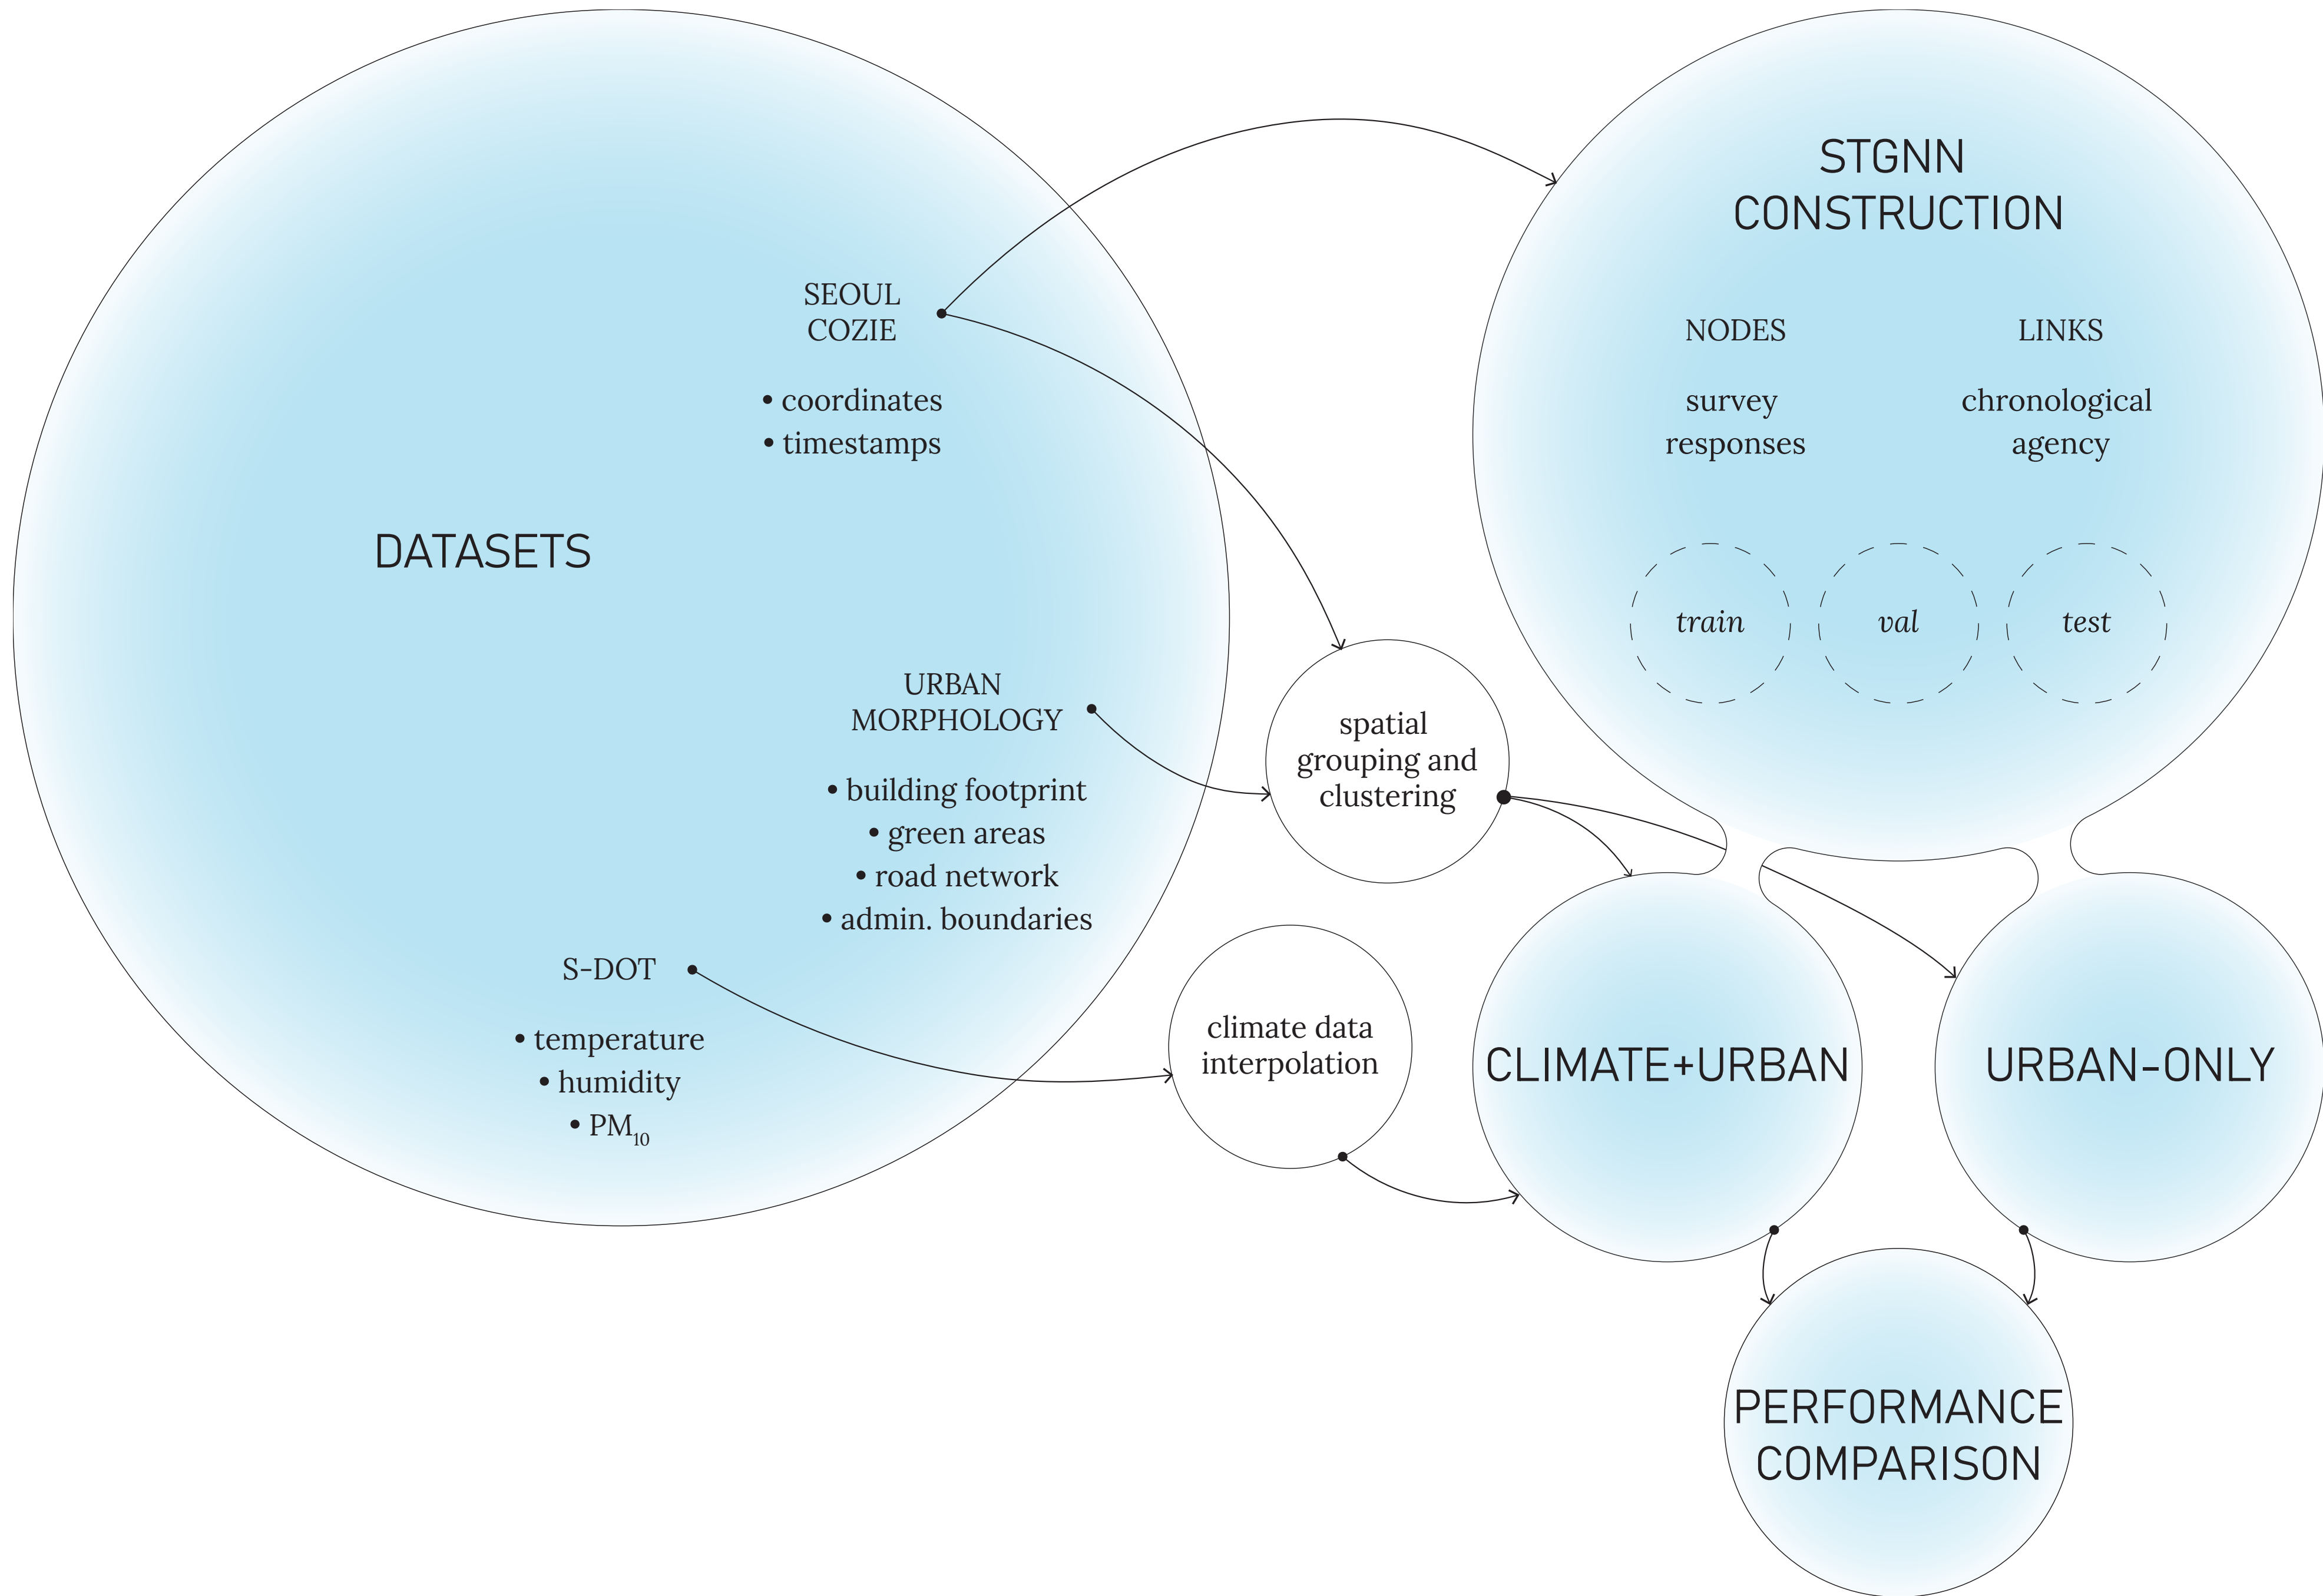 DATASETS
SEOUL
COZIE
• coordinates
• timestamps
URBAN
MORPHOLOGY
• building footprint
• green areas
• road network
• admin. boundaries
S-DOT
• temperature
• humidity
• PM₁₀
spatial
grouping and
clustering
climate data
interpolation
STGNN
CONSTRUCTION
NODES
survey
responses
LINKS
chronological
agency
train
val
test
CLIMATE+URBAN
URBAN-ONLY
PERFORMANCE
COMPARISON